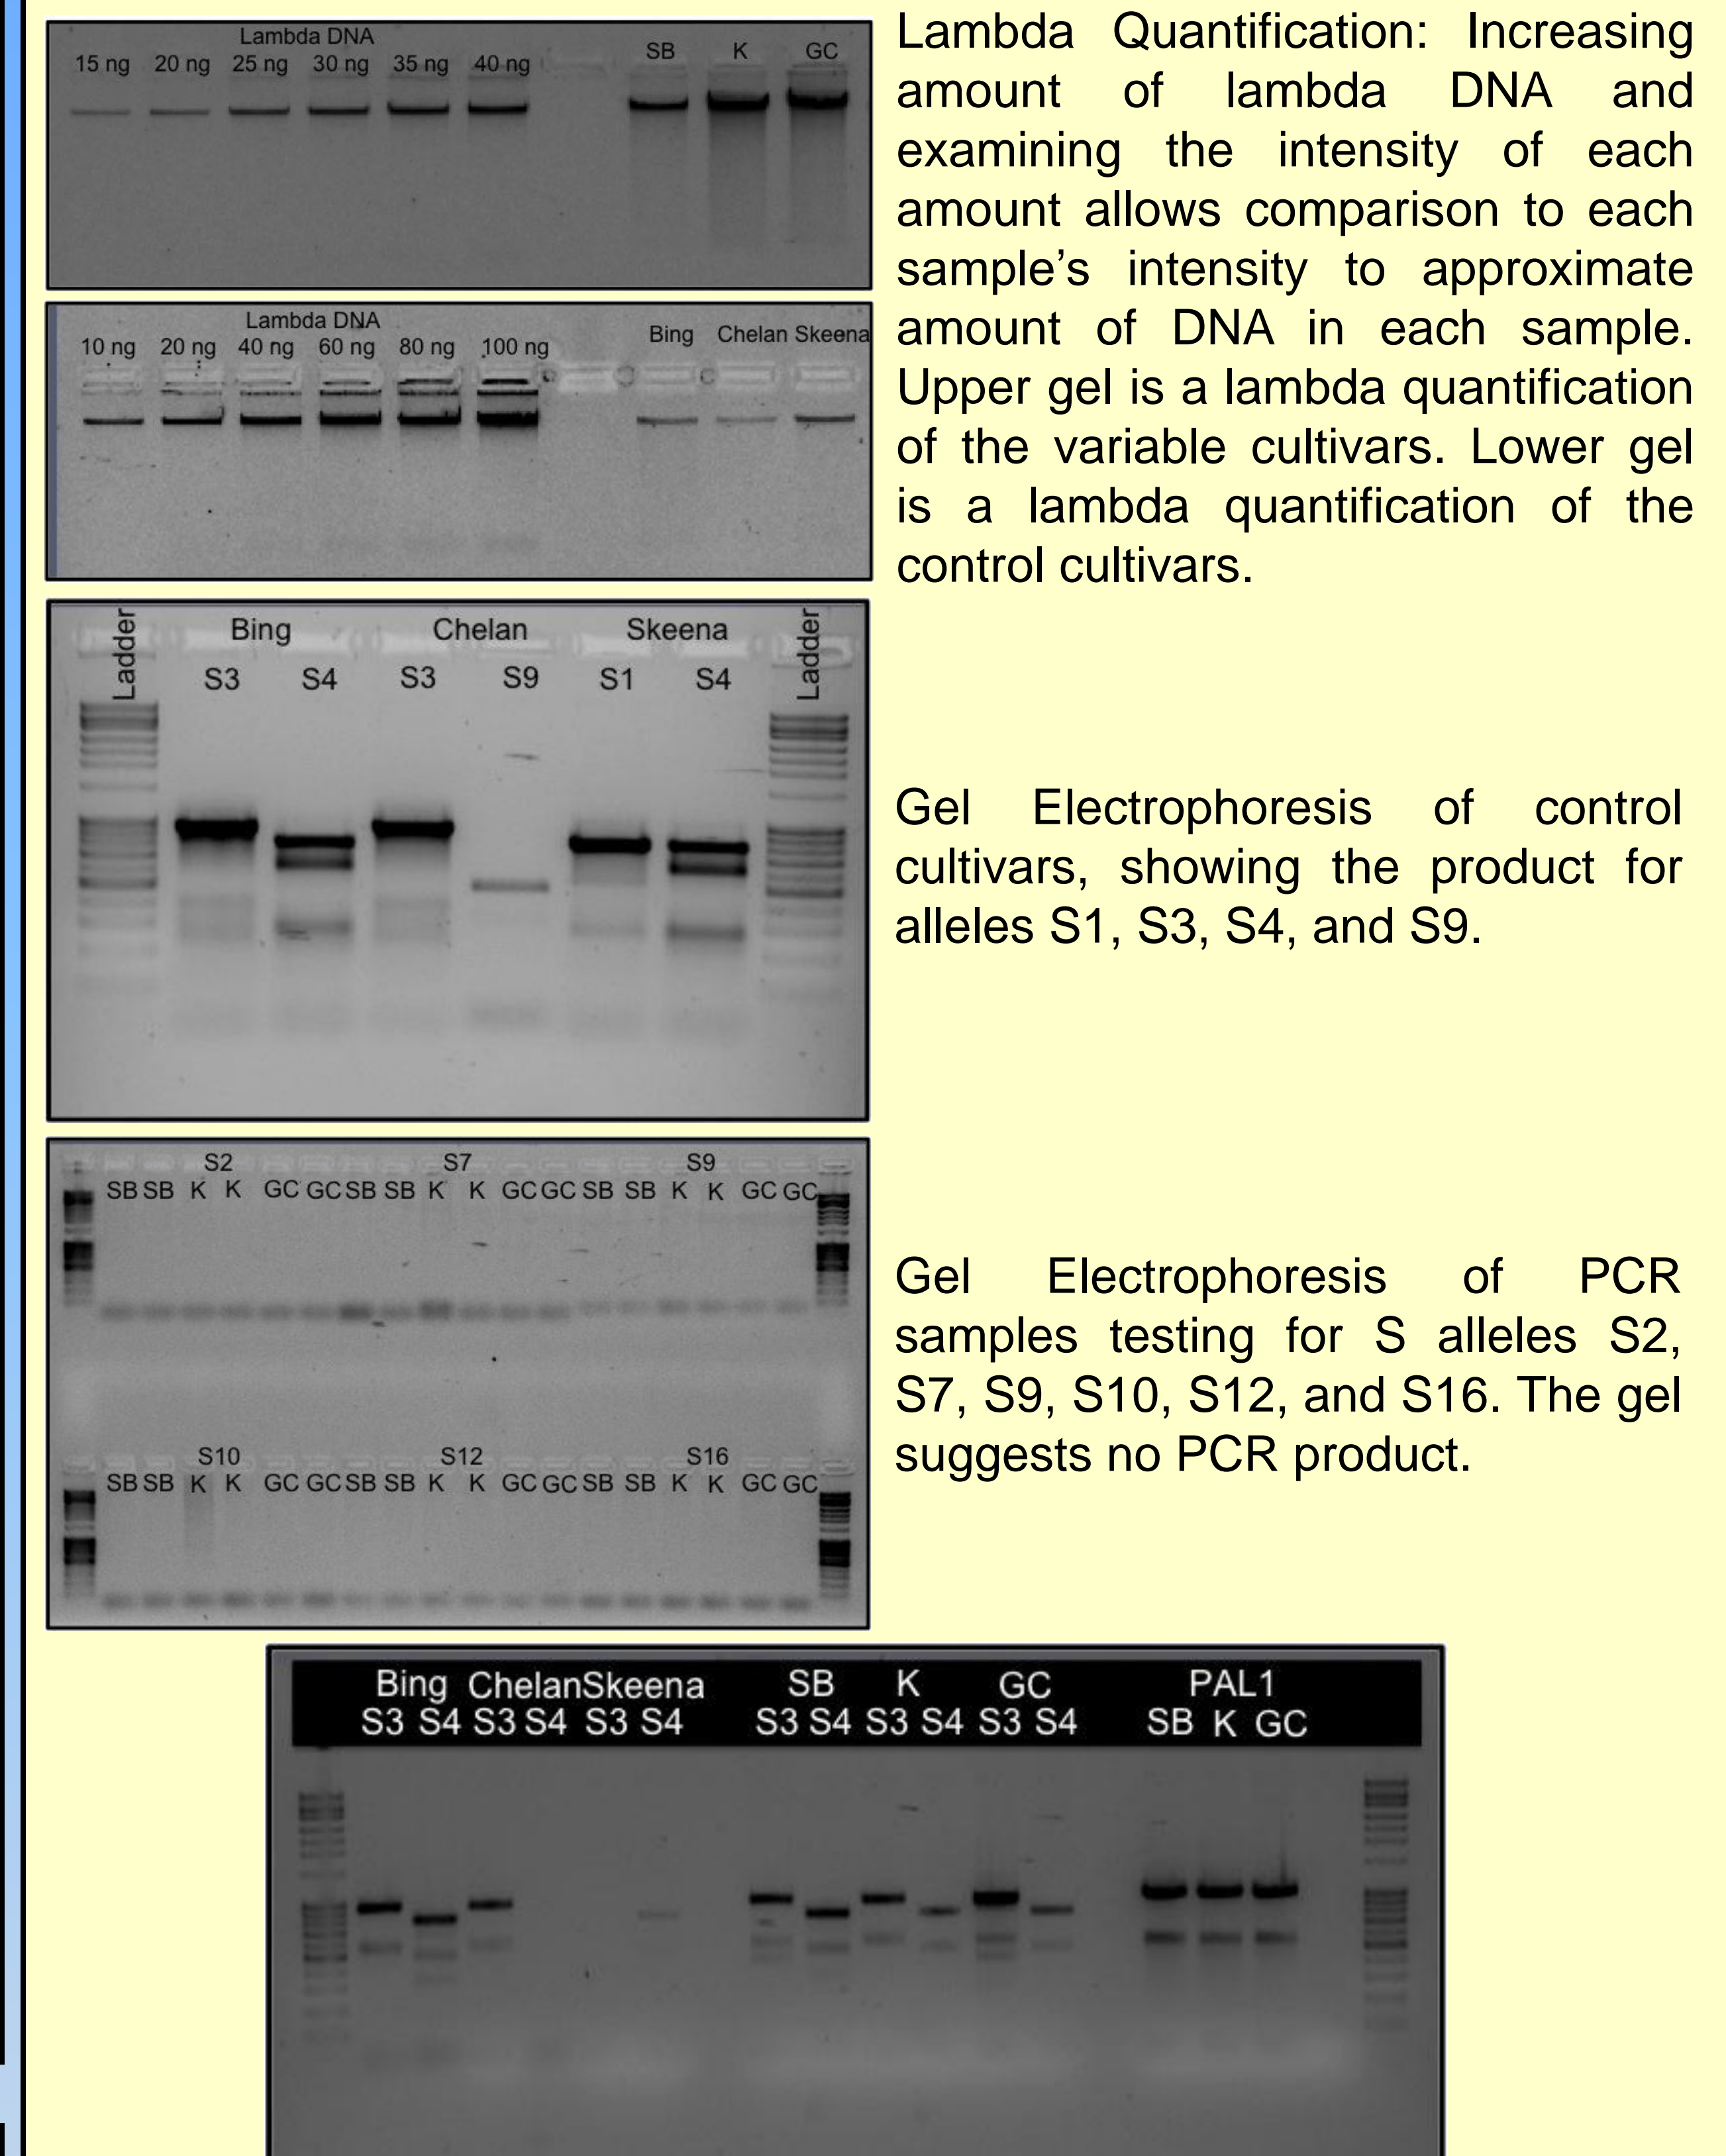 Lambda DNA
15 ng 20 ng 25 ng 30 ng 35 ng 40 ng SB K GC
Lambda Quantification: Increasing
amount of lambda DNA and
examining the intensity of each
amount allows comparison to each
sample's intensity to approximate
amount of DNA in each sample.
Upper gel is a lambda quantification
of the variable cultivars. Lower gel
is a lambda quantification of the
control cultivars.
Lambda DNA
10 ng 20 ng 40 ng 60 ng 80 ng 100 ng Bing Chelan Skeena
Ladder Bing Chelan Skeena Ladder
S3 S4 S3 S9 S1 S4
Gel Electrophoresis of control
cultivars, showing the product for
alleles S1, S3, S4, and S9.
S2 S7 S9
SB SB K K GC GC SB SB K K GC GC SB SB K K GC GC
S10 S12 S16
SB SB K K GC GC SB SB K K GC GC SB SB K K GC GC
Gel Electrophoresis of PCR
samples testing for S alleles S2,
S7, S9, S10, S12, and S16. The gel
suggests no PCR product.
Bing Chelan Skeena SB K GC PAL1
S3 S4 S3 S4 S3 S4 S3 S4 S3 S4 S3 S4 SB K GC